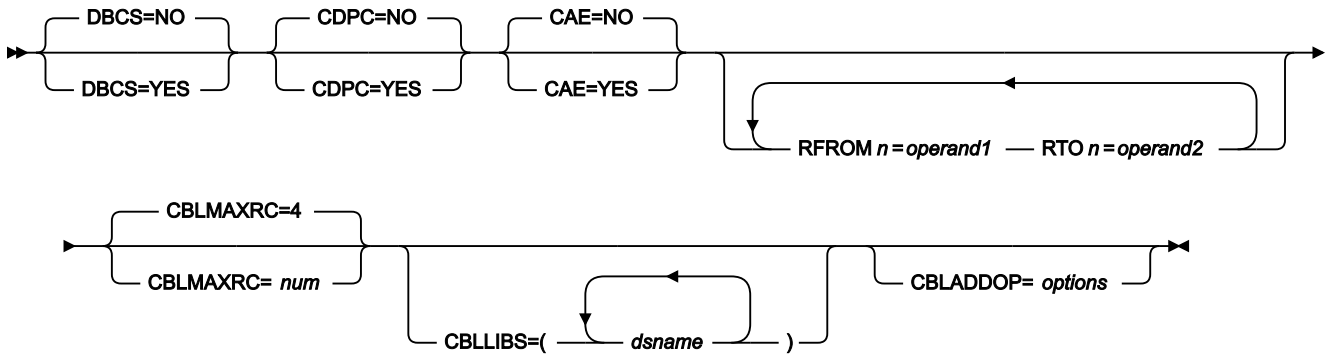 DBCS=NO CDPC=NO CAE=NO
DBCS=YES CDPC=YES CAE=YES
RFROM n = operand1 RTO n = operand2
CBLMAXRC=4
CBLMAXRC= num CBLADDOP= options
CBLLIBS=( dsname )